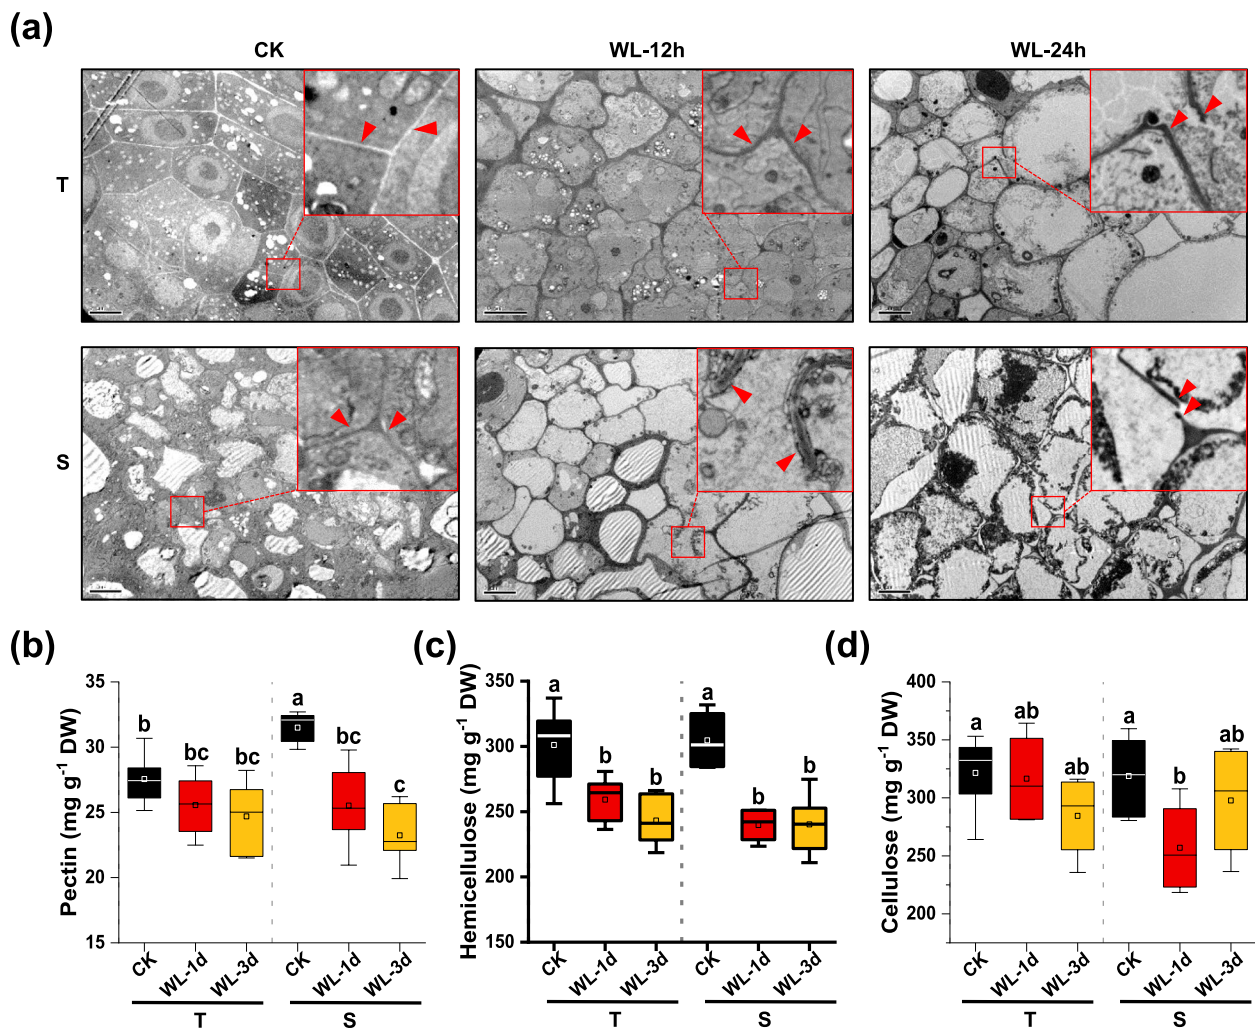 (a)
CK
WL-12h
WL-24h
T
S
(b)
Pectin (mg g⁻¹ DW)
35
30
25
20
15
b
bc
bc
a
bc
c
CK
WL-1d
WL-3d
CK
WL-1d
WL-3d
T
S
(c)
Hemicellulose (mg g⁻¹ DW)
350
300
250
200
150
a
b
b
a
b
b
CK
WL-1d
WL-3d
CK
WL-1d
WL-3d
T
S
(d)
Cellulose (mg g⁻¹ DW)
400
350
300
250
200
a
ab
ab
a
b
ab
CK
WL-1d
WL-3d
CK
WL-1d
WL-3d
T
S